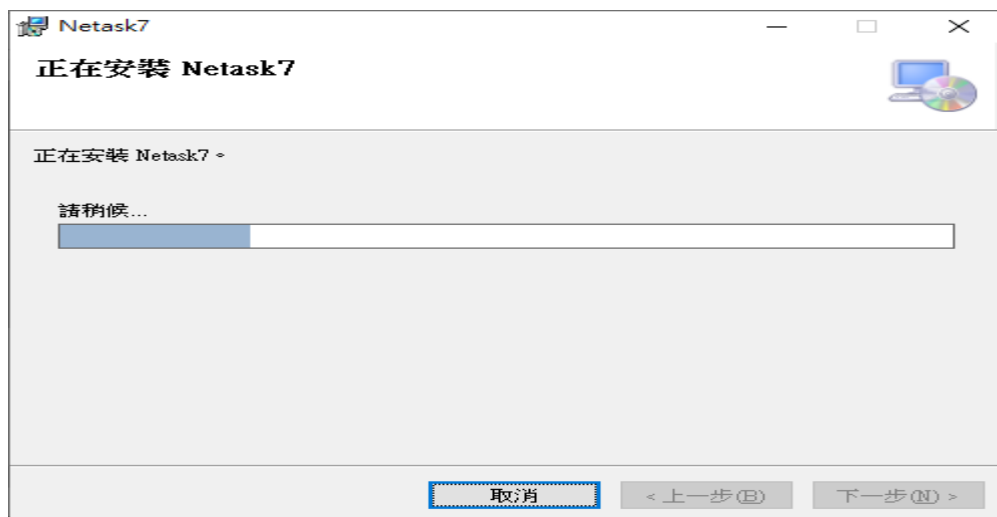 Netask7
正在安裝 Netask7
正在安裝 Netask7。
請稍候...
取消
< 上一步(B)
下一步(N) >